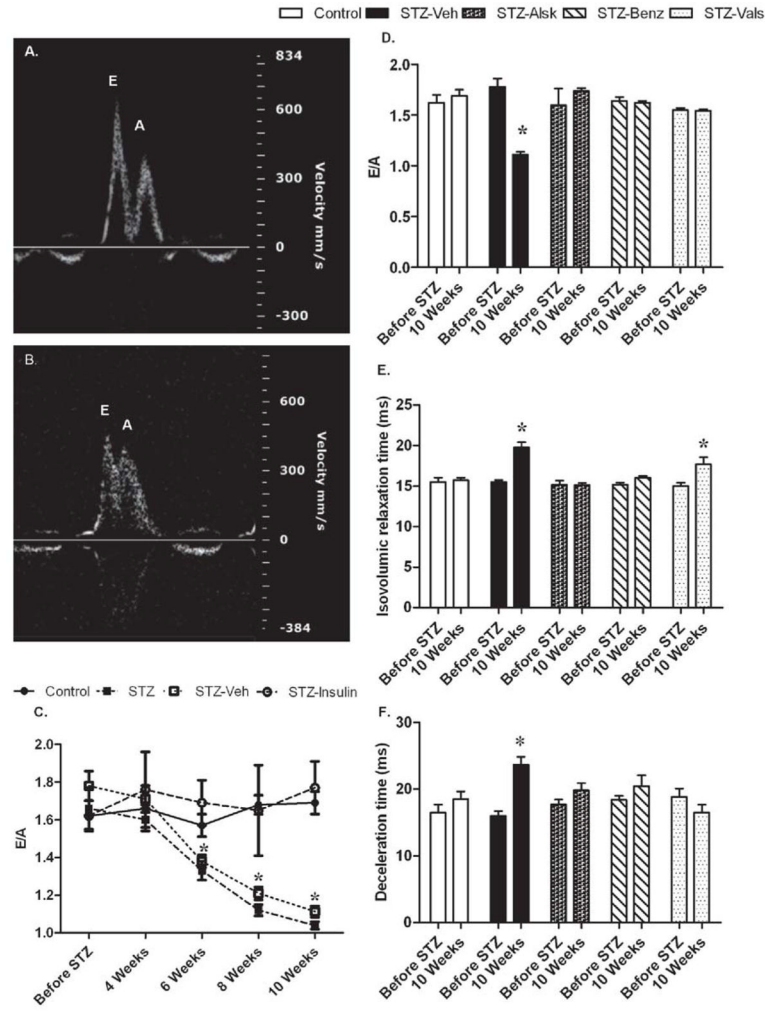 Control STZ-Veh STZ-Alsk STZ-Benz STZ-Vals
A.
E
A
834
600
300
0
-300
Velocity mm/s
B.
E
A
600
300
0
-384
Velocity mm/s
Control STZ STZ-Veh STZ-Insulin
C.
E/A
2.0
1.8
1.6
1.4
1.2
1.0
* * *
Before STZ
4 Weeks
6 Weeks
8 Weeks
10 Weeks
D.
E/A
2.0
1.5
1.0
0.5
0.0
*
Before STZ
10 Weeks
Before STZ
10 Weeks
Before STZ
10 Weeks
Before STZ
10 Weeks
Before STZ
10 Weeks
E.
Isovolumic relaxation time (ms)
25
20
15
10
5
0
* *
Before STZ
10 Weeks
Before STZ
10 Weeks
Before STZ
10 Weeks
Before STZ
10 Weeks
Before STZ
10 Weeks
F.
Deceleration time (ms)
30
20
10
0
*
Before STZ
10 Weeks
Before STZ
10 Weeks
Before STZ
10 Weeks
Before STZ
10 Weeks
Before STZ
10 Weeks